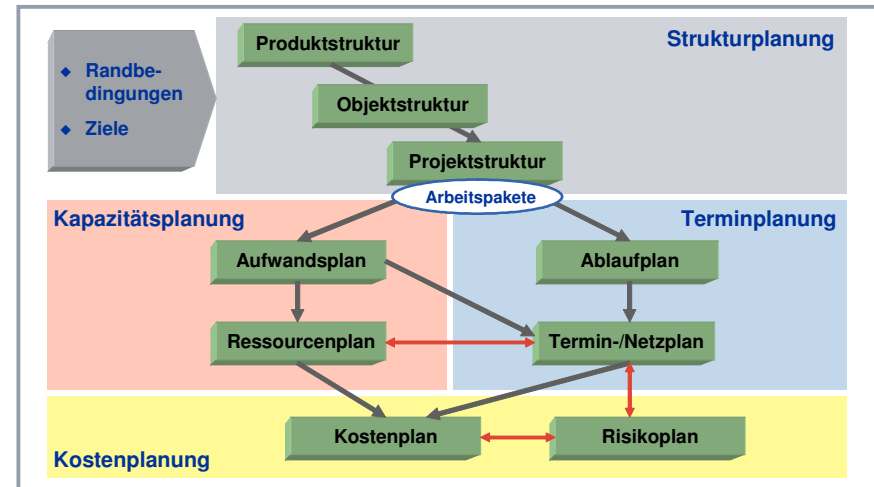 Produktstruktur
Strukturplanung
◆ Randbe-
dingungen
◆ Ziele
Objektstruktur
Projektstruktur
Arbeitspakete
Kapazitätsplanung
Terminplanung
Aufwandsplan
Ablaufplan
Ressourcenplan
Termin-/Netzplan
Kostenplan
Risikoplan
Kostenplanung